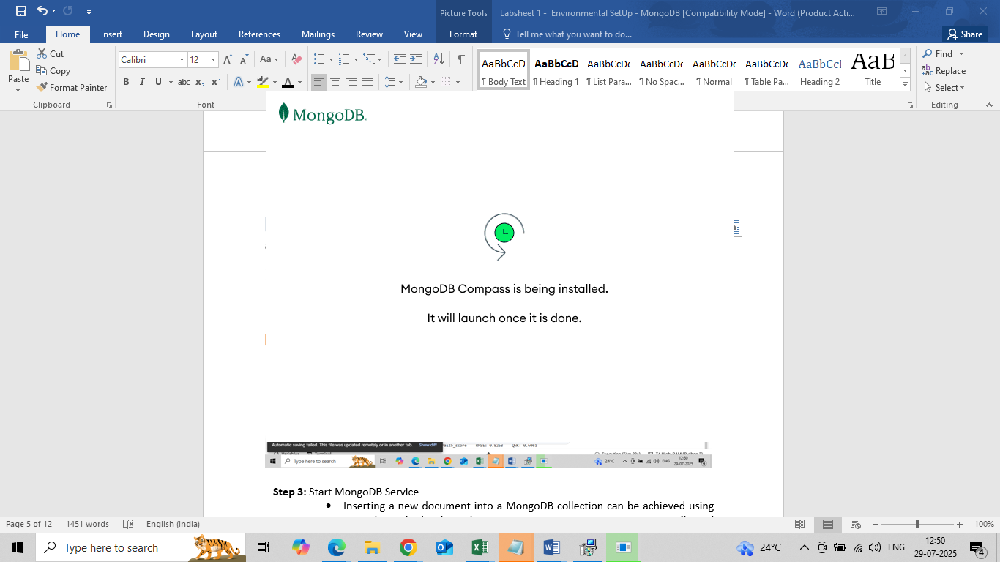 Picture Tools
Labsheet 1 - Environmental SetUp - MongoDB [Compatibility Mode] - Word (Product Acti...
File Home Insert Design Layout References Mailings Review View Format Tell me what you want to do... Share
Paste
Cut
Copy
Format Painter
Clipboard
Calibri 12
Font
AaBbCcD AaBbCcD AaBbCcDc AaBbCcDc AaBbCcDc AaBbCcDc AaBbCcI AaB
¶ Body Text ¶ Heading 1 ¶ List Para... ¶ No Spac... ¶ Normal ¶ Table Pa... Heading 2 Title
Find
Replace
Select
Editing
MongoDB.
MongoDB Compass is being installed.
It will launch once it is done.
Automatic saving failed. This file was updated remotely or in another tab. Show diff
RMSE: 0.8268 QWK: 0.6061
Type here to search 24°C ENG 12:50
29-07-2025
Step 3: Start MongoDB Service
• Inserting a new document into a MongoDB collection can be achieved using
Page 5 of 12 1451 words English (India) 100%
Type here to search 24°C ENG 12:50
29-07-2025 4